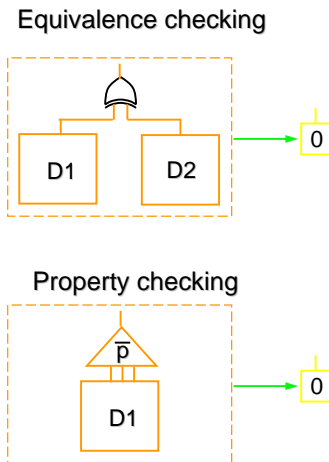 Equivalence checking
D1 D2 0
Property checking
p̅ 0
D1